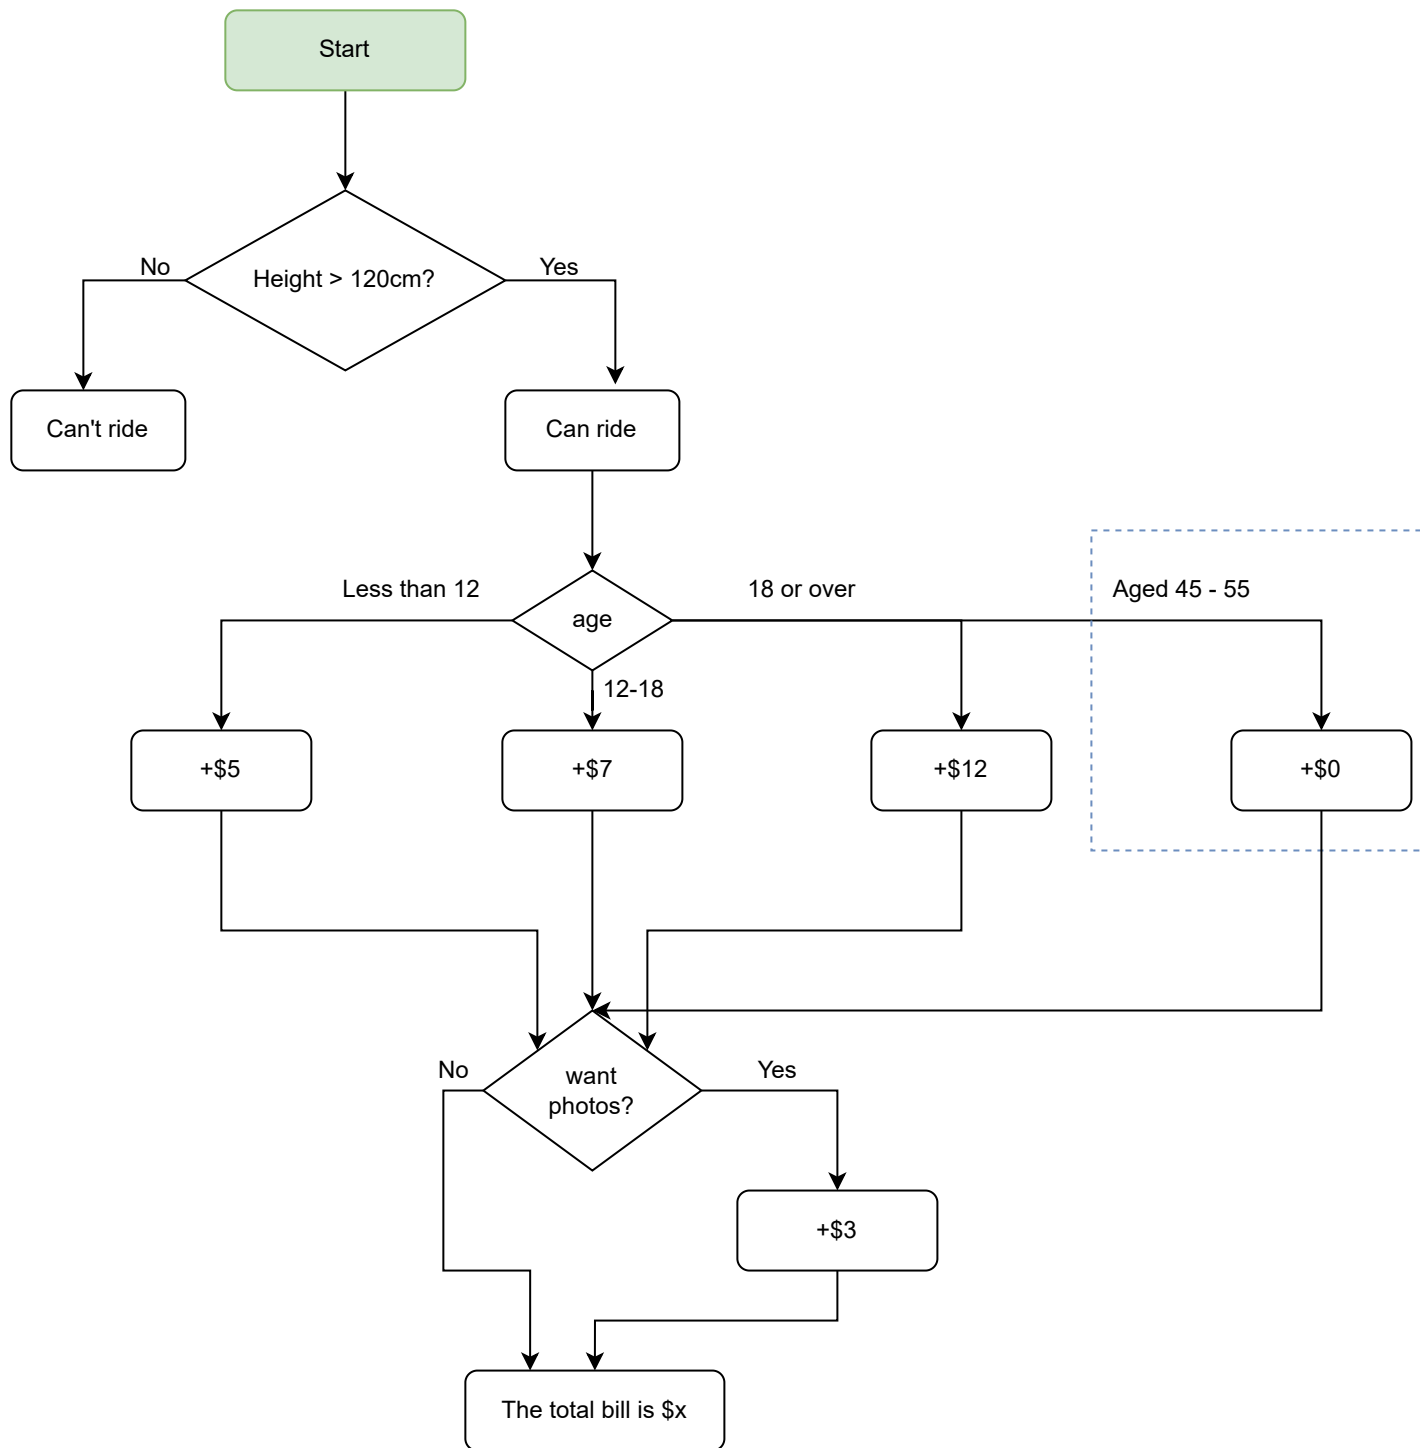 Start
Height > 120cm?
No
Yes
Can't ride
Can ride
Less than 12
age
18 or over
Aged 45 - 55
12-18
+$5
+$7
+$12
+$0
want
photos?
No
Yes
+$3
The total bill is $x